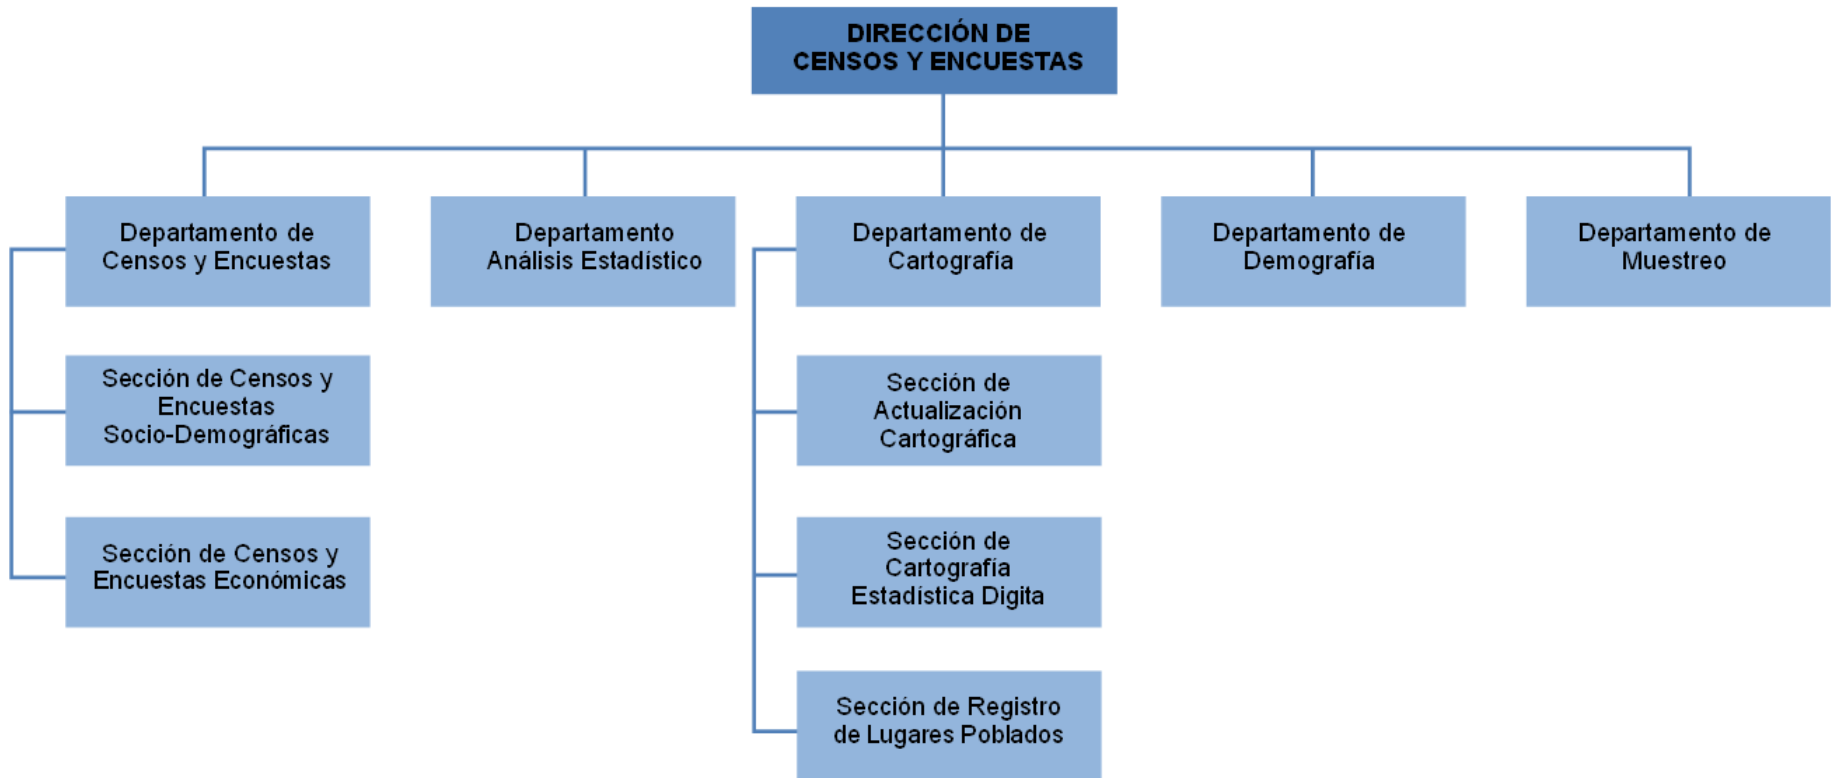 DIRECCIÓN DE
CENSOS Y ENCUESTAS
Departamento de
Censos y Encuestas
Departamento
Análisis Estadístico
Departamento de
Cartografía
Departamento de
Demografía
Departamento de
Muestreo
Sección de Censos y
Encuestas
Socio-Demográficas
Sección de Censos y
Encuestas Económicas
Sección de
Actualización
Cartográfica
Sección de
Cartografía
Estadística Digita
Sección de Registro
de Lugares Poblados